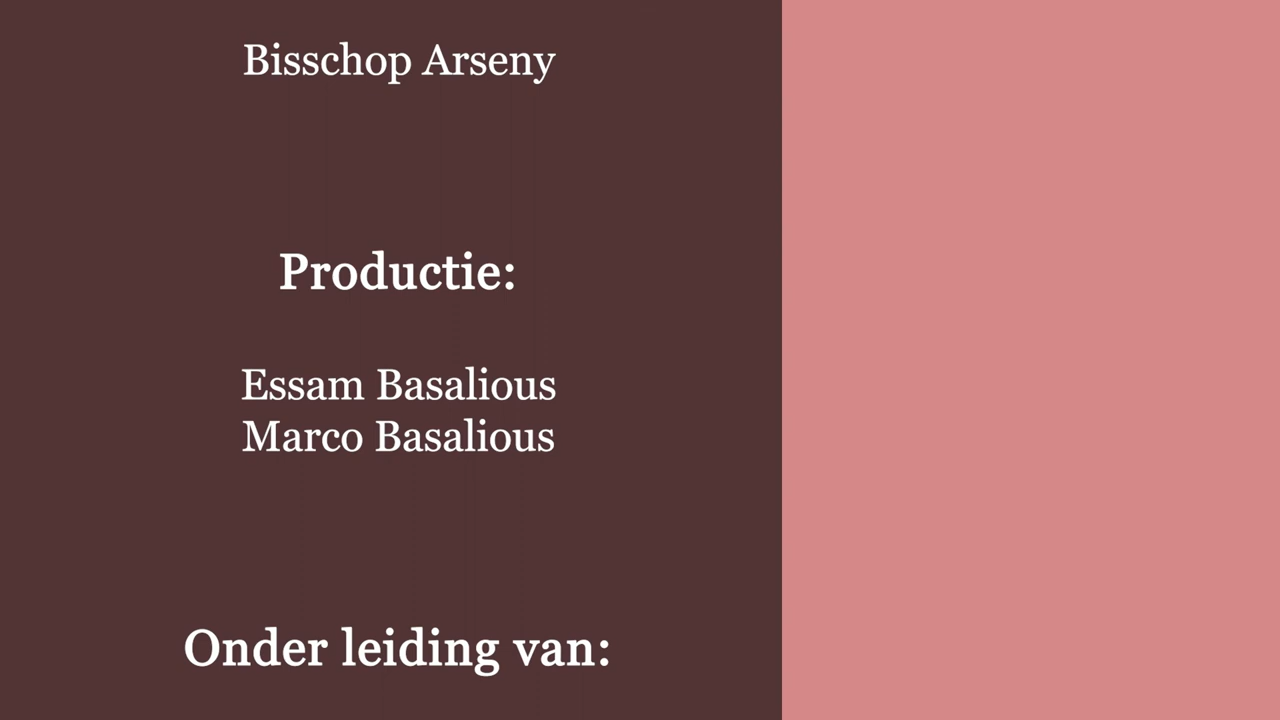 Bisschop Arseny
Productie:
Essam Basalious
Marco Basalious
Onder leiding van: